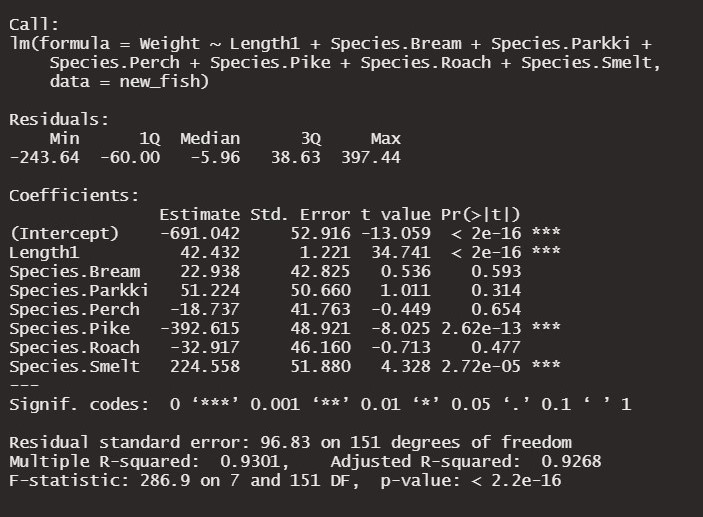 Call:
lm(formula = Weight ~ Length1 + Species.Bream + Species.Parkki +
    Species.Perch + Species.Pike + Species.Roach + Species.Smelt,
    data = new_fish)

Residuals:
    Min      1Q  Median      3Q     Max
-243.64  -60.00   -5.96   38.63  397.44

Coefficients:
               Estimate Std. Error t value Pr(>|t|)
(Intercept)    -691.042     52.916 -13.059  < 2e-16 ***
Length1          42.432      1.221  34.741  < 2e-16 ***
Species.Bream    22.938     42.825   0.536    0.593
Species.Parkki   51.224     50.660   1.011    0.314
Species.Perch   -18.737     41.763  -0.449    0.654
Species.Pike   -392.615     48.921  -8.025 2.62e-13 ***
Species.Roach   -32.917     46.160  -0.713    0.477
Species.Smelt   224.558     51.880   4.328 2.72e-05 ***
---
Signif. codes:  0 ‘***’ 0.001 ‘**’ 0.01 ‘*’ 0.05 ‘.’ 0.1 ‘ ’ 1

Residual standard error: 96.83 on 151 degrees of freedom
Multiple R-squared:  0.9301,	Adjusted R-squared:  0.9268
F-statistic: 286.9 on 7 and 151 DF,  p-value: < 2.2e-16